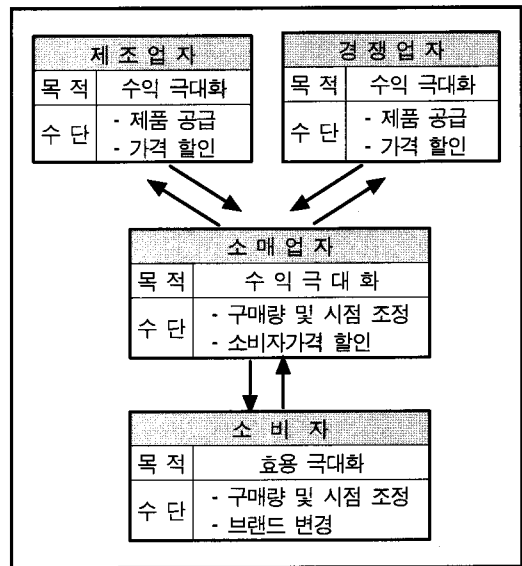 제 조 업 자
목 적 수익 극대화
수 단 - 제품 공급
- 가격 할인
경 쟁 업 자
목 적 수익 극대화
수 단 - 제품 공급
- 가격 할인
소 매 업 자
목 적 수 익 극 대 화
수 단 - 구매량 및 시점 조정
- 소비자가격 할인
소 비 자
목 적 효용 극대화
수 단 - 구매량 및 시점 조정
- 브랜드 변경